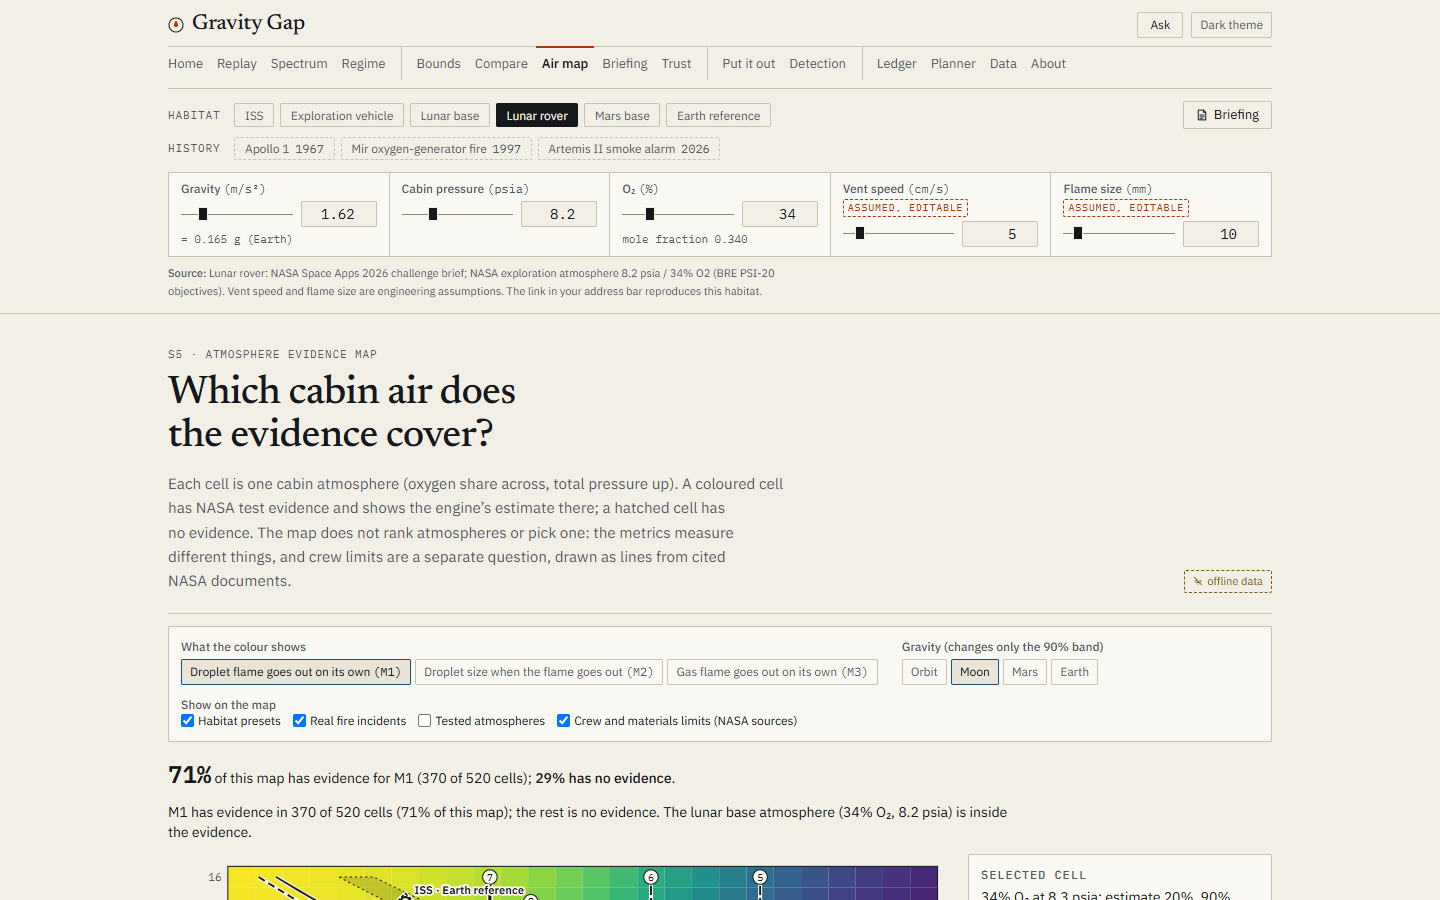 Gravity Gap
Ask
Dark theme
Home Replay Spectrum Regime Bounds Compare Air map Briefing Trust Put it out Detection Ledger Planner Data About
HABITAT ISS Exploration vehicle Lunar base Lunar rover Mars base Earth reference
Briefing
HISTORY Apollo 1 1967 Mir oxygen-generator fire 1997 Artemis II smoke alarm 2026
Gravity (m/s²)
1.62
= 0.165 g (Earth)
Cabin pressure (psia)
8.2
O₂ (%)
34
mole fraction 0.340
Vent speed (cm/s)
ASSUMED, EDITABLE
5
Flame size (mm)
ASSUMED, EDITABLE
10
Source: Lunar rover: NASA Space Apps 2026 challenge brief; NASA exploration atmosphere 8.2 psia / 34% O2 (BRE PSI-20
objectives). Vent speed and flame size are engineering assumptions. The link in your address bar reproduces this habitat.
S5 · ATMOSPHERE EVIDENCE MAP
Which cabin air does
the evidence cover?
Each cell is one cabin atmosphere (oxygen share across, total pressure up). A coloured cell
has NASA test evidence and shows the engine's estimate there; a hatched cell has
no evidence. The map does not rank atmospheres or pick one: the metrics measure
different things, and crew limits are a separate question, drawn as lines from cited
NASA documents.
offline data
What the colour shows
Droplet flame goes out on its own (M1) Droplet size when the flame goes out (M2) Gas flame goes out on its own (M3)
Gravity (changes only the 90% band)
Orbit Moon Mars Earth
Show on the map
Habitat presets Real fire incidents Tested atmospheres Crew and materials limits (NASA sources)
71% of this map has evidence for M1 (370 of 520 cells); 29% has no evidence.
M1 has evidence in 370 of 520 cells (71% of this map); the rest is no evidence. The lunar base atmosphere (34% O₂, 8.2 psia) is inside
the evidence.
16
ISS · Earth reference
7
6
5
SELECTED CELL
34% O₂ at 8.3 psia: estimate 20%, 90%